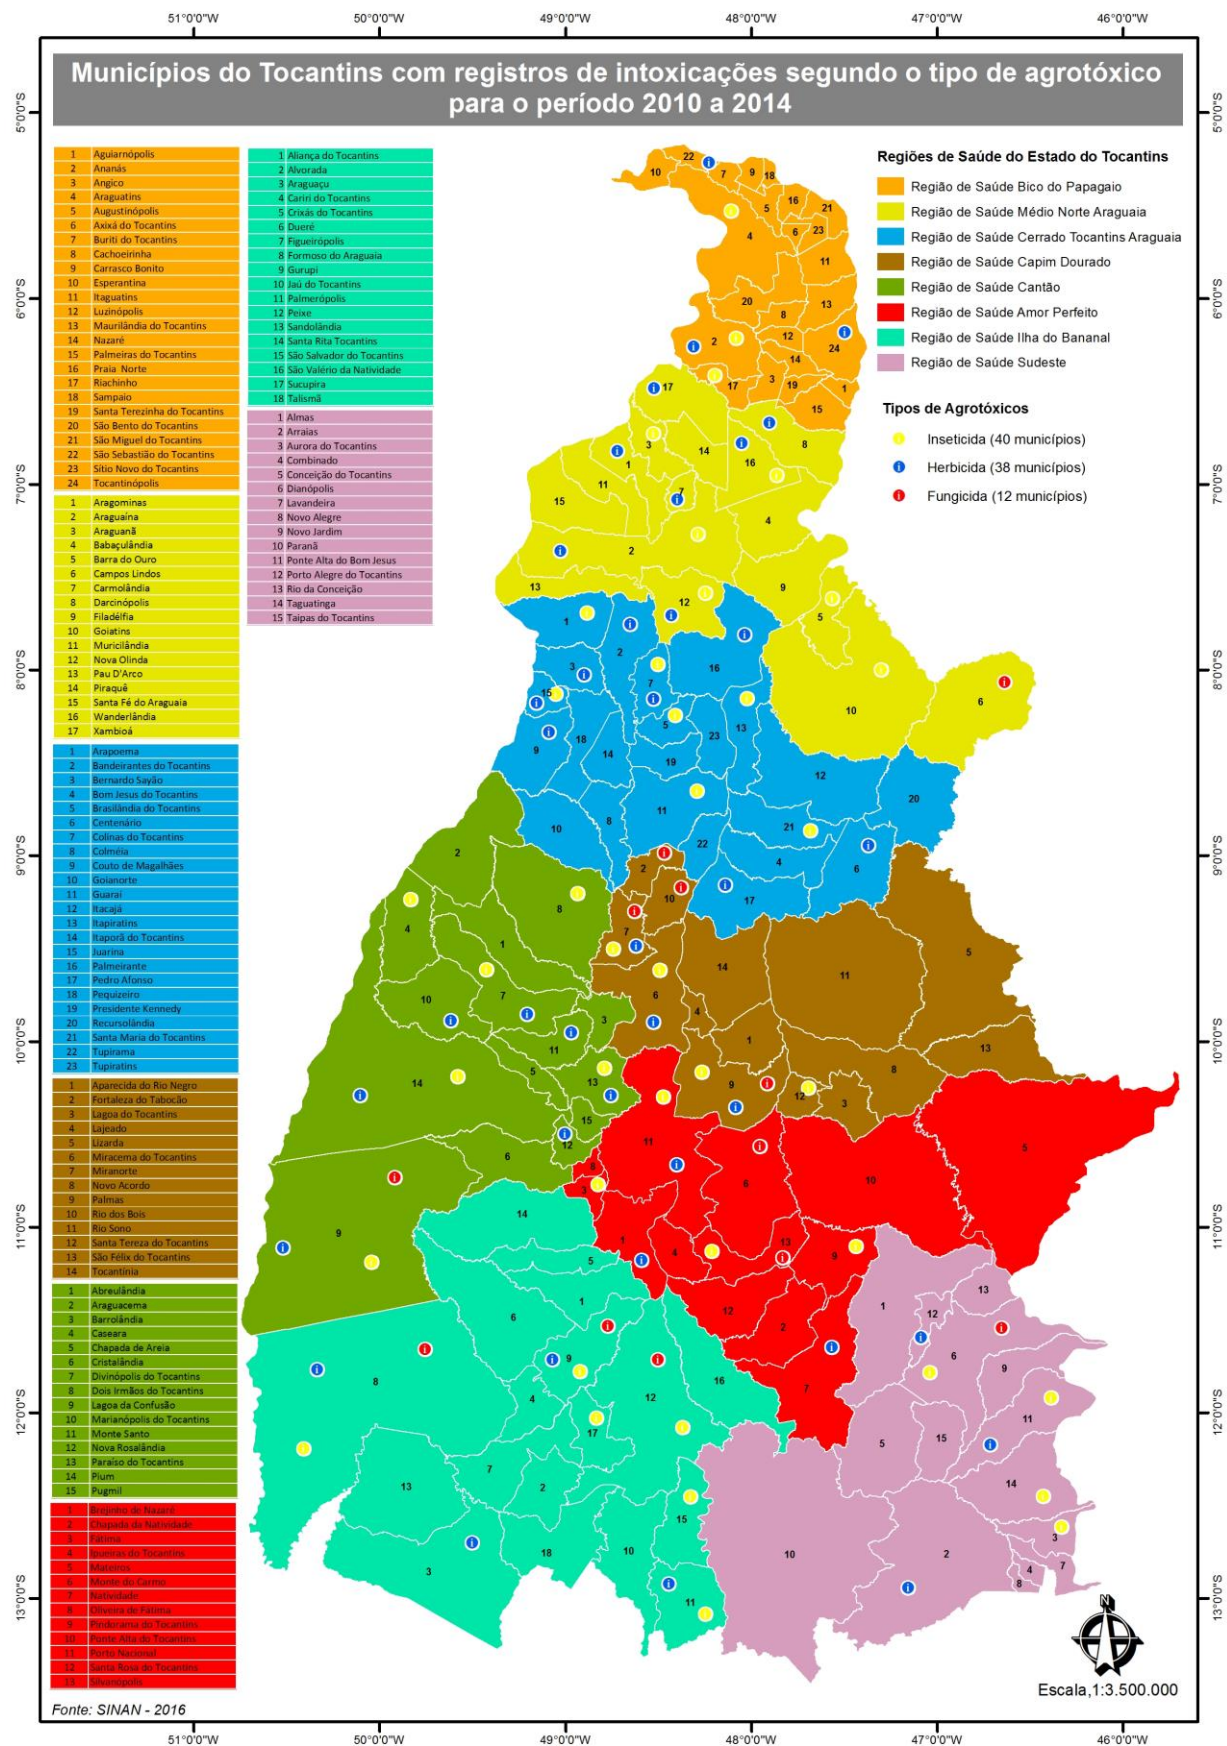 51°0'0"W 50°0'0"W 49°0'0"W 48°0'0"W 47°0'0"W 46°0'0"W
Municípios do Tocantins com registros de intoxicações segundo o tipo de agrotóxico
para o período 2010 a 2014
5°0'0"S
6°0'0"S
7°0'0"S
8°0'0"S
9°0'0"S
10°0'0"S
11°0'0"S
12°0'0"S
13°0'0"S
1 Aguiarnópolis
2 Ananás
3 Angico
4 Araguatins
5 Augustinópolis
6 Axixá do Tocantins
7 Buriti do Tocantins
8 Cachoeirinha
9 Carrasco Bonito
10 Esperantina
11 Itaguatins
12 Luzinópolis
13 Maurilândia do Tocantins
14 Nazaré
15 Palmeiras do Tocantins
16 Praia Norte
17 Riachinho
18 Sampaio
19 Santa Terezinha do Tocantins
20 São Bento do Tocantins
21 São Miguel do Tocantins
22 São Sebastião do Tocantins
23 Sítio Novo do Tocantins
24 Tocantinópolis
1 Aragominas
2 Araguaína
3 Araguanã
4 Babaçulândia
5 Barra do Ouro
6 Campos Lindos
7 Carmolândia
8 Darcinópolis
9 Filadélfia
10 Goiatins
11 Muricilândia
12 Nova Olinda
13 Pau D'Arco
14 Piraquê
15 Santa Fé do Araguaia
16 Wanderlândia
17 Xambioá
1 Arapoema
2 Bandeirantes do Tocantins
3 Bernardo Sayão
4 Bom Jesus do Tocantins
5 Brasilândia do Tocantins
6 Centenário
7 Colinas do Tocantins
8 Colméia
9 Couto de Magalhães
10 Goianorte
11 Guaraí
12 Itacajá
13 Itapiratins
14 Itaporã do Tocantins
15 Juarina
16 Palmeirante
17 Pedro Afonso
18 Pequizeiro
19 Presidente Kennedy
20 Recursolândia
21 Santa Maria do Tocantins
22 Tupirama
23 Tupiratins
1 Aparecida do Rio Negro
2 Fortaleza do Tabocão
3 Lagoa do Tocantins
4 Lajeado
5 Lizarda
6 Miracema do Tocantins
7 Miranorte
8 Novo Acordo
9 Palmas
10 Rio dos Bois
11 Rio Sono
12 Santa Tereza do Tocantins
13 São Félix do Tocantins
14 Tocantínia
1 Abreulândia
2 Araguacema
3 Barrolândia
4 Caseara
5 Chapada de Areia
6 Cristalândia
7 Divinópolis do Tocantins
8 Dois Irmãos do Tocantins
9 Lagoa da Confusão
10 Marianópolis do Tocantins
11 Monte Santo
12 Nova Rosalândia
13 Paraíso do Tocantins
14 Pium
15 Pugmil
1 Brejinho de Nazaré
2 Chapada da Natividade
3 Fátima
4 Ipueiras do Tocantins
5 Mateiros
6 Monte do Carmo
7 Natividade
8 Oliveira de Fátima
9 Pindorama do Tocantins
10 Ponte Alta do Tocantins
11 Porto Nacional
12 Santa Rosa do Tocantins
13 Silvanópolis
1 Aliança do Tocantins
2 Alvorada
3 Araguaçu
4 Cariri do Tocantins
5 Crixás do Tocantins
6 Dueré
7 Figueirópolis
8 Formoso do Araguaia
9 Gurupi
10 Jaú do Tocantins
11 Palmerópolis
12 Peixe
13 Sandolândia
14 Santa Rita Tocantins
15 São Salvador do Tocantins
16 São Valério da Natividade
17 Sucupira
18 Talismã
1 Almas
2 Arraias
3 Aurora do Tocantins
4 Combinado
5 Conceição do Tocantins
6 Dianópolis
7 Lavandeira
8 Novo Alegre
9 Novo Jardim
10 Paranã
11 Ponte Alta do Bom Jesus
12 Porto Alegre do Tocantins
13 Rio da Conceição
14 Taguatinga
15 Taipas do Tocantins
Regiões de Saúde do Estado do Tocantins
Região de Saúde Bico do Papagaio
Região de Saúde Médio Norte Araguaia
Região de Saúde Cerrado Tocantins Araguaia
Região de Saúde Capim Dourado
Região de Saúde Cantão
Região de Saúde Amor Perfeito
Região de Saúde Ilha do Bananal
Região de Saúde Sudeste
Tipos de Agrotóxicos
Inseticida (40 municípios)
Herbicida (38 municípios)
Fungicida (12 municípios)
N
Escala,1:3.500.000
Fonte: SINAN - 2016
51°0'0"W 50°0'0"W 49°0'0"W 48°0'0"W 47°0'0"W 46°0'0"W